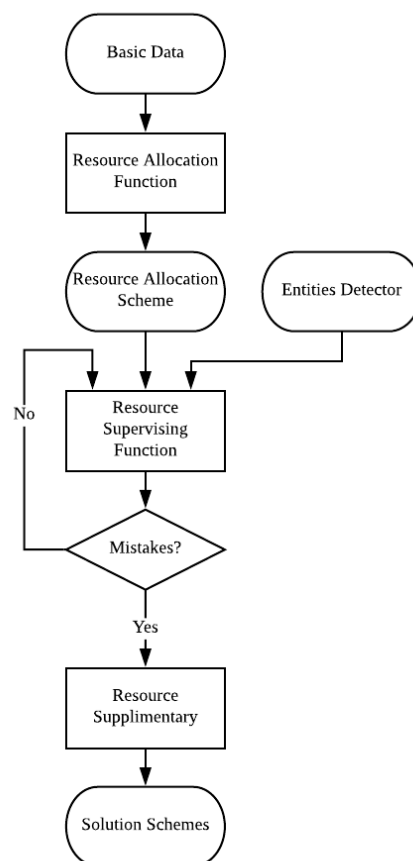 Basic Data
Resource Allocation
Function
Resource Allocation
Scheme
Entities Detector
No
Resource
Supervising
Function
Mistakes?
Yes
Resource
Supplimentary
Solution Schemes